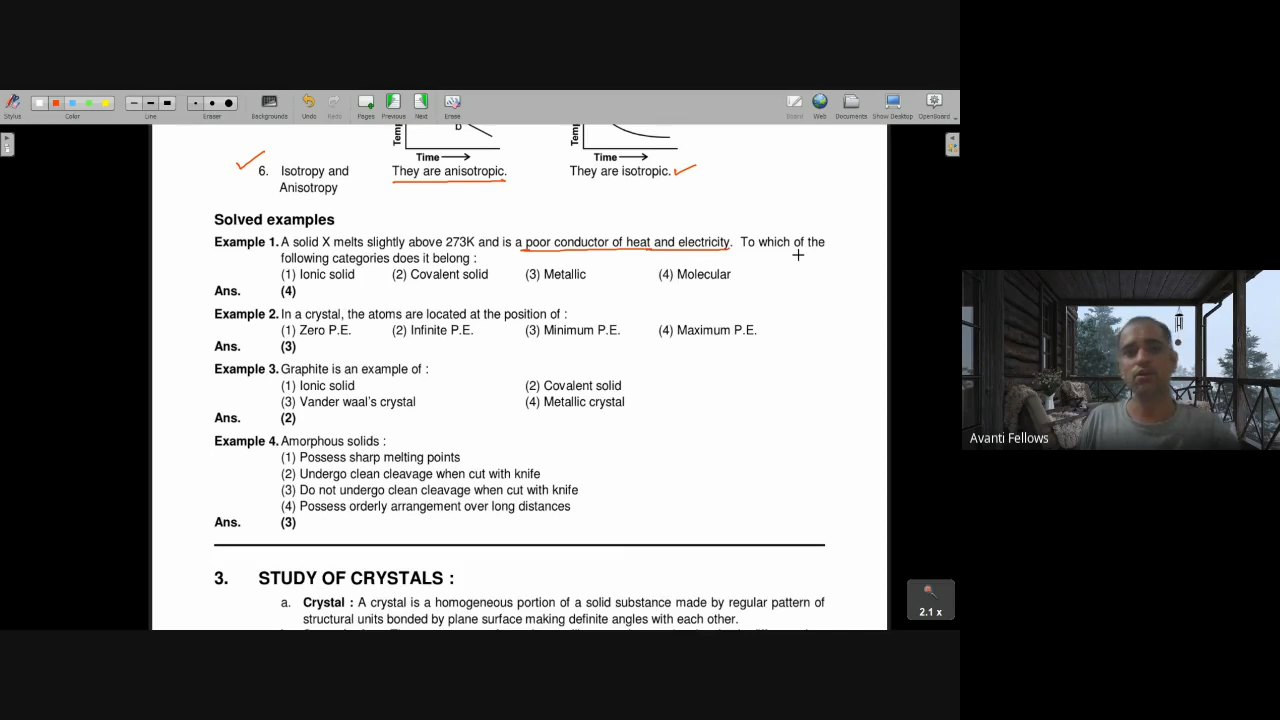 Stylus
Color
Line
Eraser
Backgrounds
Undo
Redo
Pages
Previous
Next
Erase
Board
Web
Documents
Show Desktop
OpenBoard
Temp
b
Time
Temp
Time
6. Isotropy and Anisotropy They are anisotropic. They are isotropic.
Solved examples
Example 1. A solid X melts slightly above 273K and is a poor conductor of heat and electricity. To which of the
following categories does it belong :
(1) Ionic solid (2) Covalent solid (3) Metallic (4) Molecular
Ans. (4)
Example 2. In a crystal, the atoms are located at the position of :
(1) Zero P.E. (2) Infinite P.E. (3) Minimum P.E. (4) Maximum P.E.
Ans. (3)
Example 3. Graphite is an example of :
(1) Ionic solid (2) Covalent solid
(3) Vander waal's crystal (4) Metallic crystal
Ans. (2)
Example 4. Amorphous solids :
(1) Possess sharp melting points
(2) Undergo clean cleavage when cut with knife
(3) Do not undergo clean cleavage when cut with knife
(4) Possess orderly arrangement over long distances
Ans. (3)
3. STUDY OF CRYSTALS :
a. Crystal : A crystal is a homogeneous portion of a solid substance made by regular pattern of
structural units bonded by plane surface making definite angles with each other.
2.1 x
Avanti Fellows